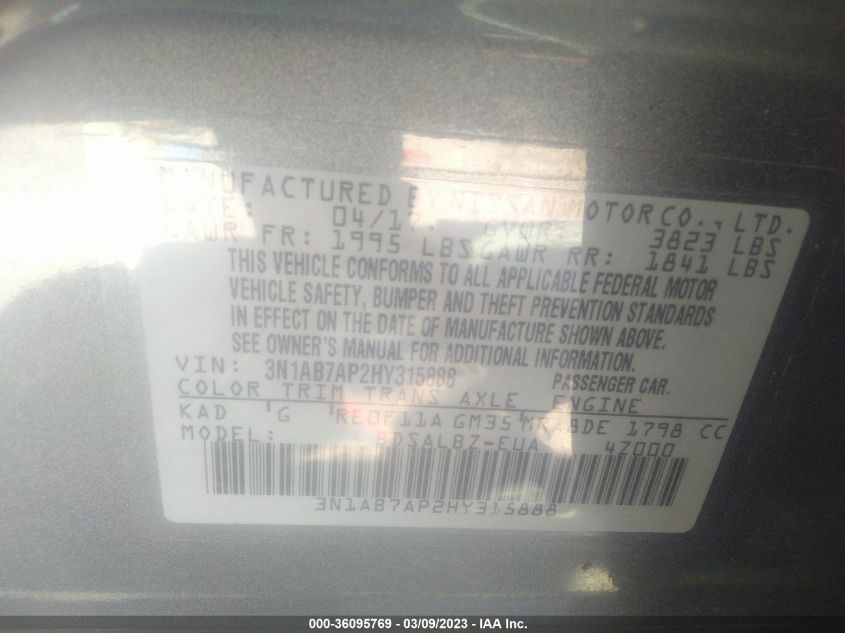 MANUFACTURED BY NISSAN MOTOR CO., LTD.
DATE: 04/17 GVWR: 3823 LBS
GAWR FR: 1995 LBS GAWR RR: 1841 LBS
THIS VEHICLE CONFORMS TO ALL APPLICABLE FEDERAL MOTOR
VEHICLE SAFETY, BUMPER AND THEFT PREVENTION STANDARDS
IN EFFECT ON THE DATE OF MANUFACTURE SHOWN ABOVE.
SEE OWNER'S MANUAL FOR ADDITIONAL INFORMATION.
VIN: 3N1AB7AP2HY315888 PASSENGER CAR.
COLOR TRIM TRANS AXLE ENGINE
KAD G RE0F11A GM35 MRA8DE 1798 CC
MODEL: BDSALBZ-EUA 4Z000
3N1AB7AP2HY315888
000-36095769 - 03/09/2023 - IAA Inc.